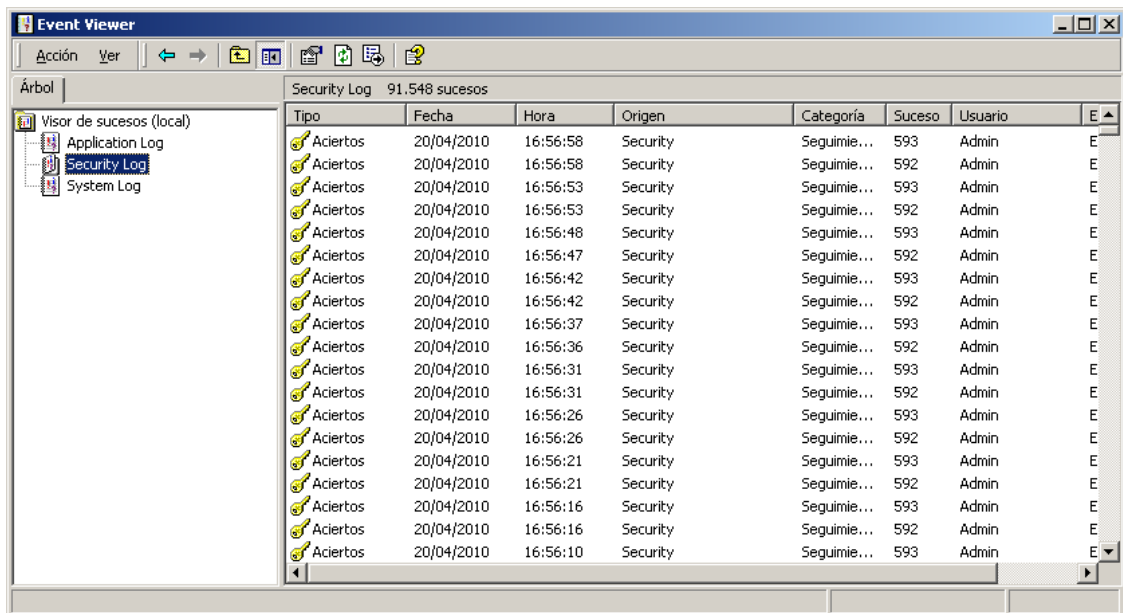 Event Viewer
Acción Ver
Árbol
Security Log 91.548 sucesos
Visor de sucesos (local)
Application Log
Security Log
System Log
Tipo Fecha Hora Origen Categoría Suceso Usuario E
Aciertos 20/04/2010 16:56:58 Security Seguimie... 593 Admin E
Aciertos 20/04/2010 16:56:58 Security Seguimie... 592 Admin E
Aciertos 20/04/2010 16:56:53 Security Seguimie... 593 Admin E
Aciertos 20/04/2010 16:56:53 Security Seguimie... 592 Admin E
Aciertos 20/04/2010 16:56:48 Security Seguimie... 593 Admin E
Aciertos 20/04/2010 16:56:47 Security Seguimie... 592 Admin E
Aciertos 20/04/2010 16:56:42 Security Seguimie... 593 Admin E
Aciertos 20/04/2010 16:56:42 Security Seguimie... 592 Admin E
Aciertos 20/04/2010 16:56:37 Security Seguimie... 593 Admin E
Aciertos 20/04/2010 16:56:36 Security Seguimie... 592 Admin E
Aciertos 20/04/2010 16:56:31 Security Seguimie... 593 Admin E
Aciertos 20/04/2010 16:56:31 Security Seguimie... 592 Admin E
Aciertos 20/04/2010 16:56:26 Security Seguimie... 593 Admin E
Aciertos 20/04/2010 16:56:26 Security Seguimie... 592 Admin E
Aciertos 20/04/2010 16:56:21 Security Seguimie... 593 Admin E
Aciertos 20/04/2010 16:56:21 Security Seguimie... 592 Admin E
Aciertos 20/04/2010 16:56:16 Security Seguimie... 593 Admin E
Aciertos 20/04/2010 16:56:16 Security Seguimie... 592 Admin E
Aciertos 20/04/2010 16:56:10 Security Seguimie... 593 Admin E